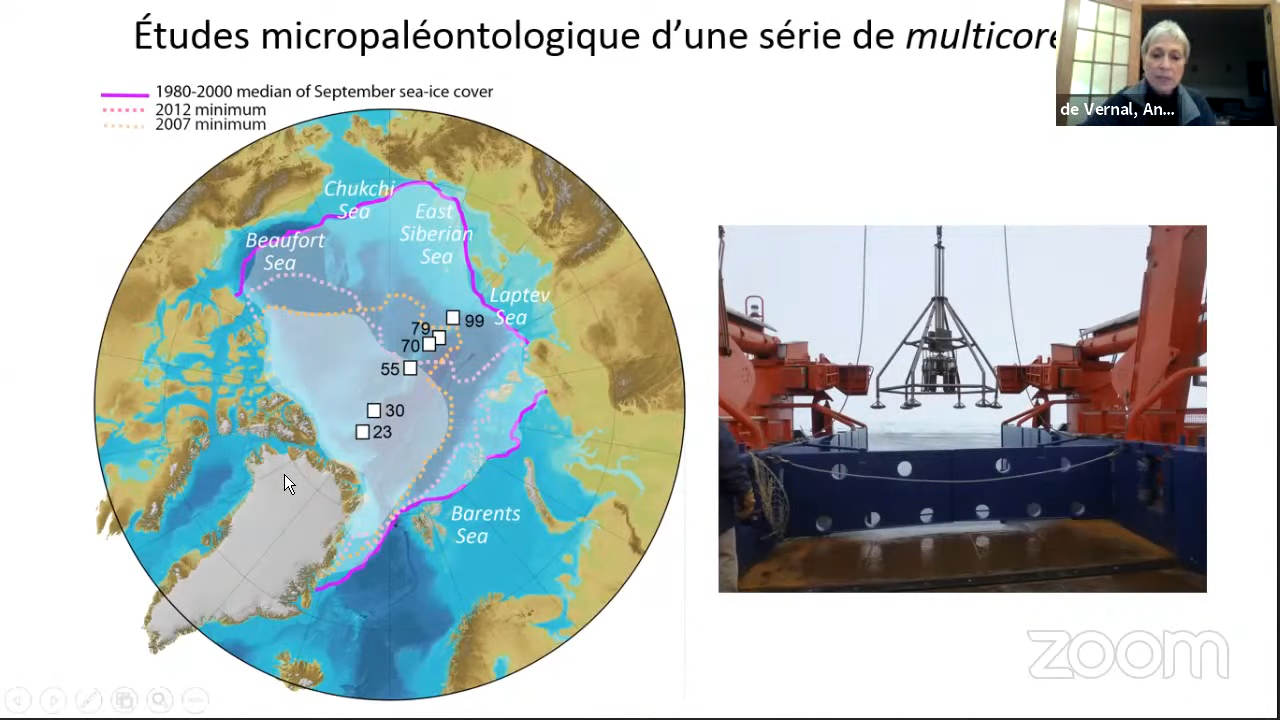 Études micropaléontologique d’une série de multicore
de Vernal, An...
1980-2000 median of September sea-ice cover
2012 minimum
2007 minimum
Chukchi
Sea
East
Siberian
Sea
Beaufort
Sea
Laptev
Sea
99
79
70
55
30
23
Barents
Sea
zoom